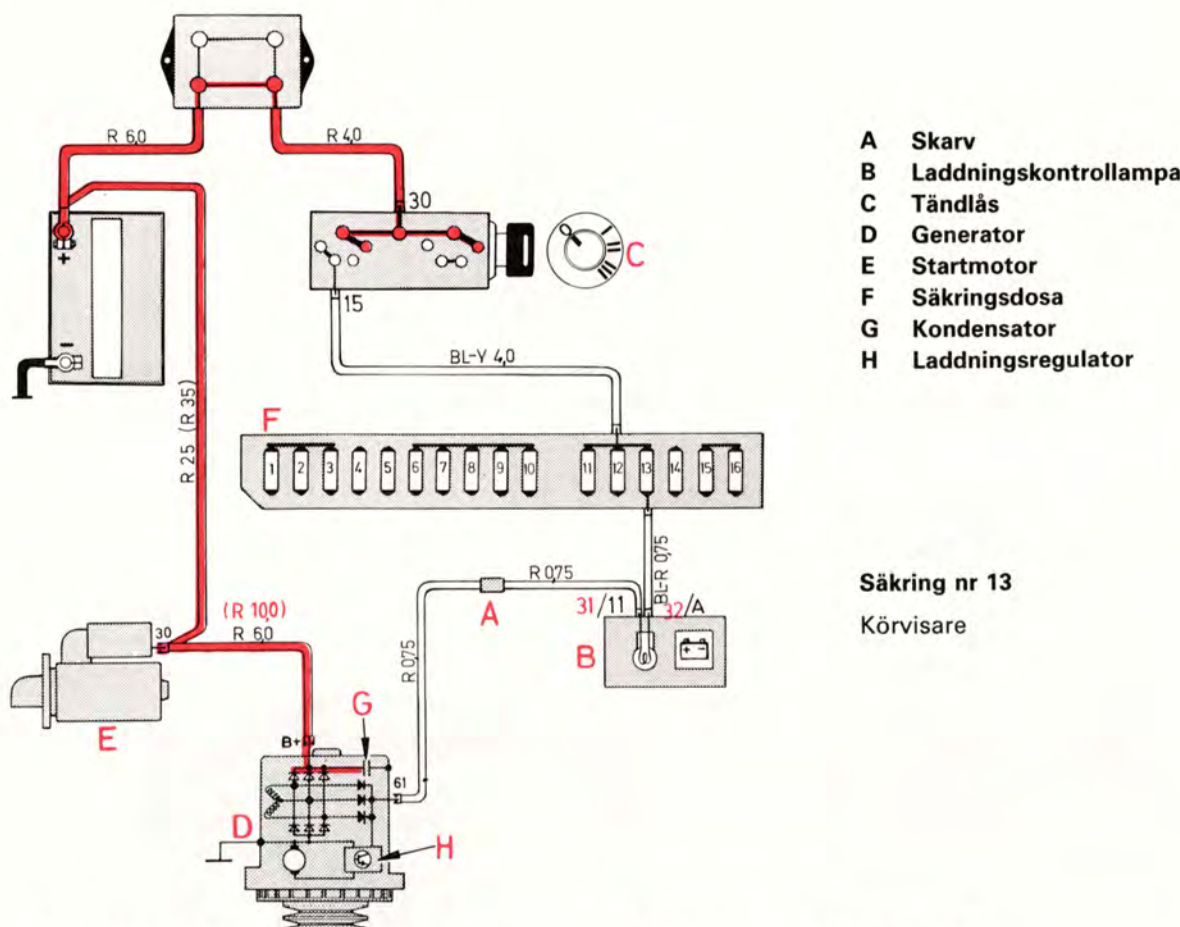 R 6,0
R 4,0
30
C
A Skarv
B Laddningskontrollampa
C Tändlås
D Generator
E Startmotor
F Säkringsdosa
G Kondensator
H Laddningsregulator
+
−
15
BL-Y 4,0
R 25 (R 35)
F
1 2 3 4 5 6 7 8 9 10 11 12 13 14 15 16
BL-R 0,75
R 0,75
A
31/11
32/A
B
+ −
Säkring nr 13
Körvisare
(R 10,0)
R 6,0
30
E
R 0,75
G
B+
61
D
H